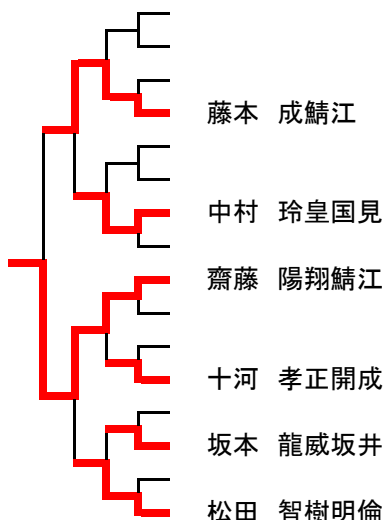 藤本 成鯖江
中村 玲皇国見
齋藤 陽翔鯖江
十河 孝正開成
坂本 龍威坂井
松田 智樹明倫